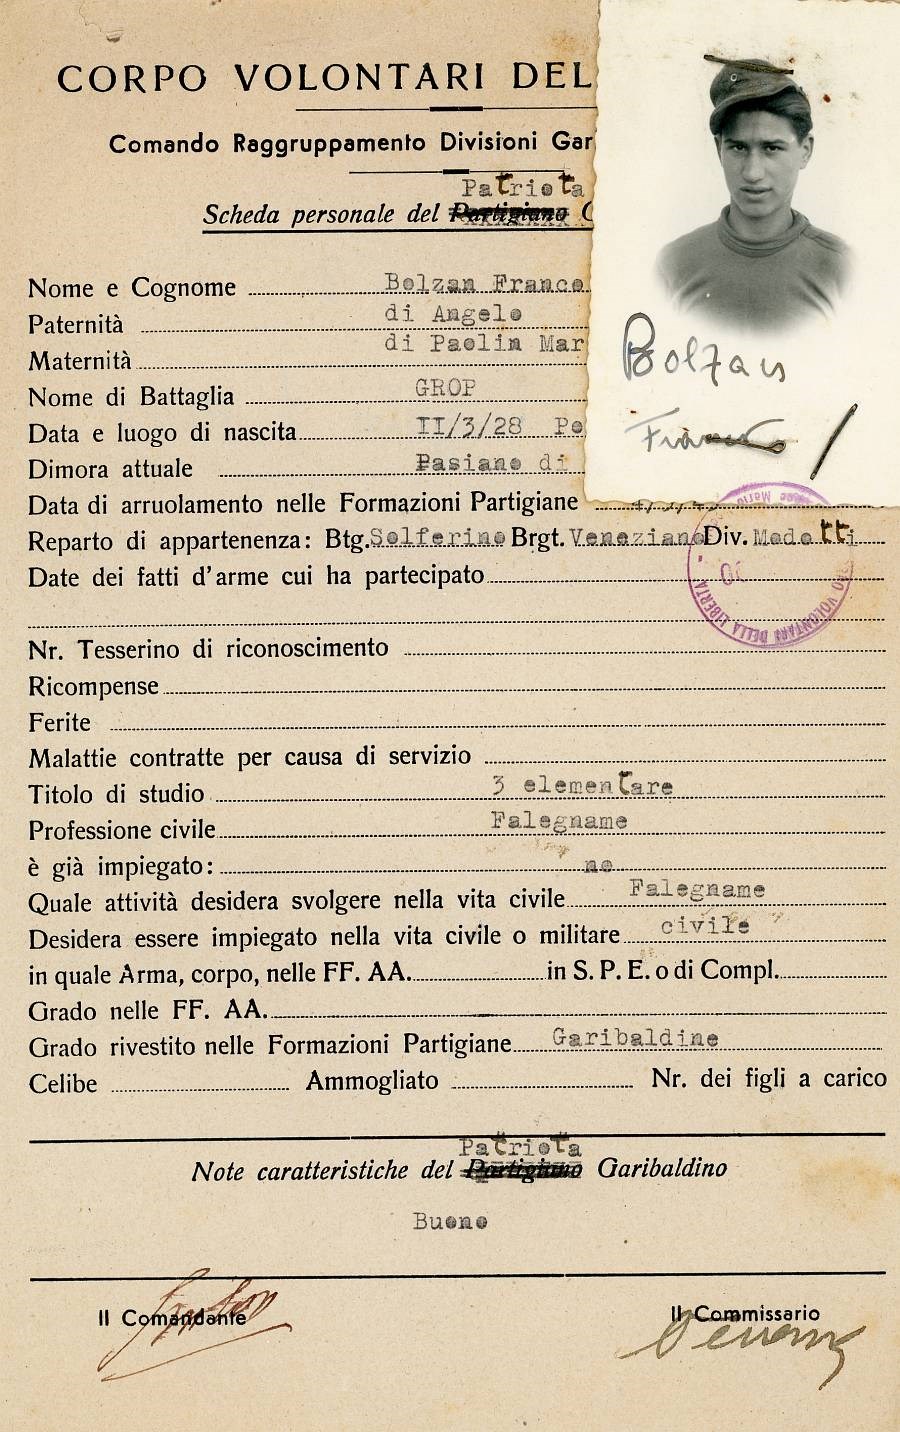 CORPO VOLONTARI DEL
Comando Raggruppamento Divisioni Gar
Patriota
Scheda personale del Partigiano G
Nome e Cognome Bolzan Franco
Paternità di Angelo
Maternità di Paolin Mar
Nome di Battaglia GROP
Data e luogo di nascita II/3/28 Po
Dimora attuale Pasiano di
Data di arruolamento nelle Formazioni Partigiane
Reparto di appartenenza: Btg. Solferino Brgt. Veneziano Div. Modotti
Date dei fatti d'arme cui ha partecipato
Nr. Tesserino di riconoscimento
Ricompense
Ferite
Malattie contratte per causa di servizio
Titolo di studio 3 elementare
Professione civile Falegname
è già impiegato: no
Quale attività desidera svolgere nella vita civile Falegname
Desidera essere impiegato nella vita civile o militare civile
in quale Arma, corpo, nelle FF. AA. in S. P. E. o di Compl.
Grado nelle FF. AA.
Grado rivestito nelle Formazioni Partigiane Garibaldino
Celibe Ammogliato Nr. dei figli a carico
Patriota
Note caratteristiche del Partigiano Garibaldino
Buono
Il Comandante Il Commissario
Bolzan
Franco
VOLONTARI DELLA LIBERTA'